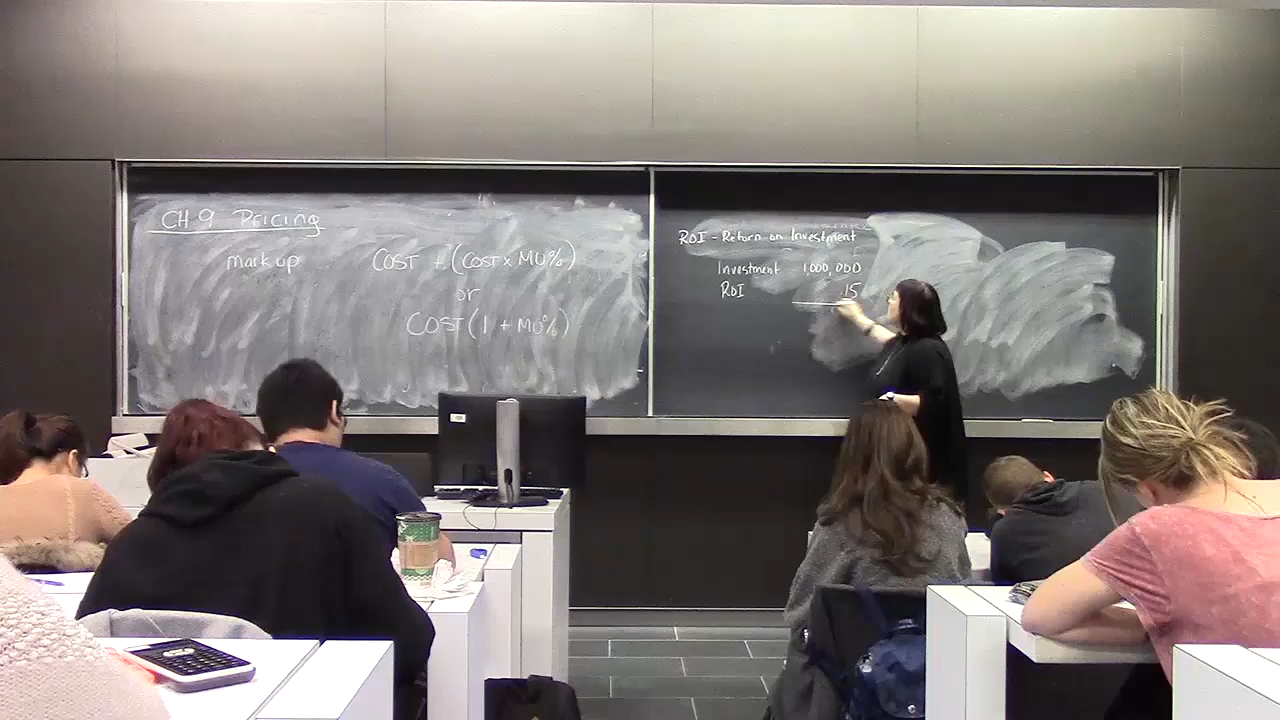 CH 9 Pricing
mark up COST + (COST x MU%)
or
COST (1 + MU%)
ROI - Return on Investment
Investment 1,000,000
ROI .15